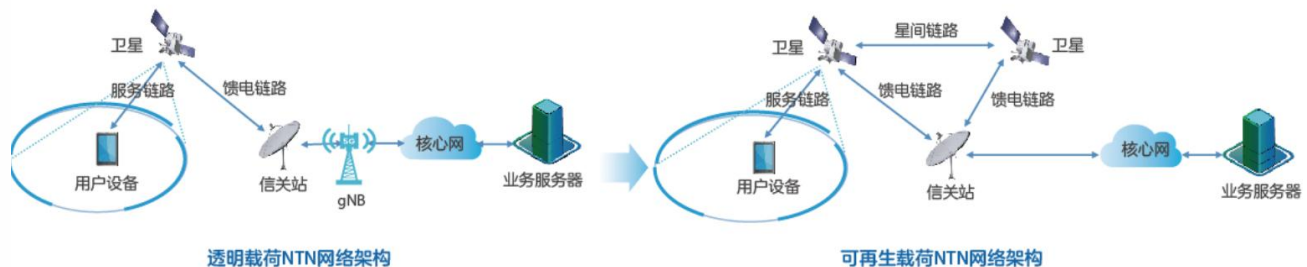 卫星
服务链路
馈电链路
用户设备
信关站
5G
gNB
核心网
业务服务器
透明载荷NTN网络架构
卫星
星间链路
卫星
服务链路
馈电链路
馈电链路
用户设备
信关站
核心网
业务服务器
可再生载荷NTN网络架构